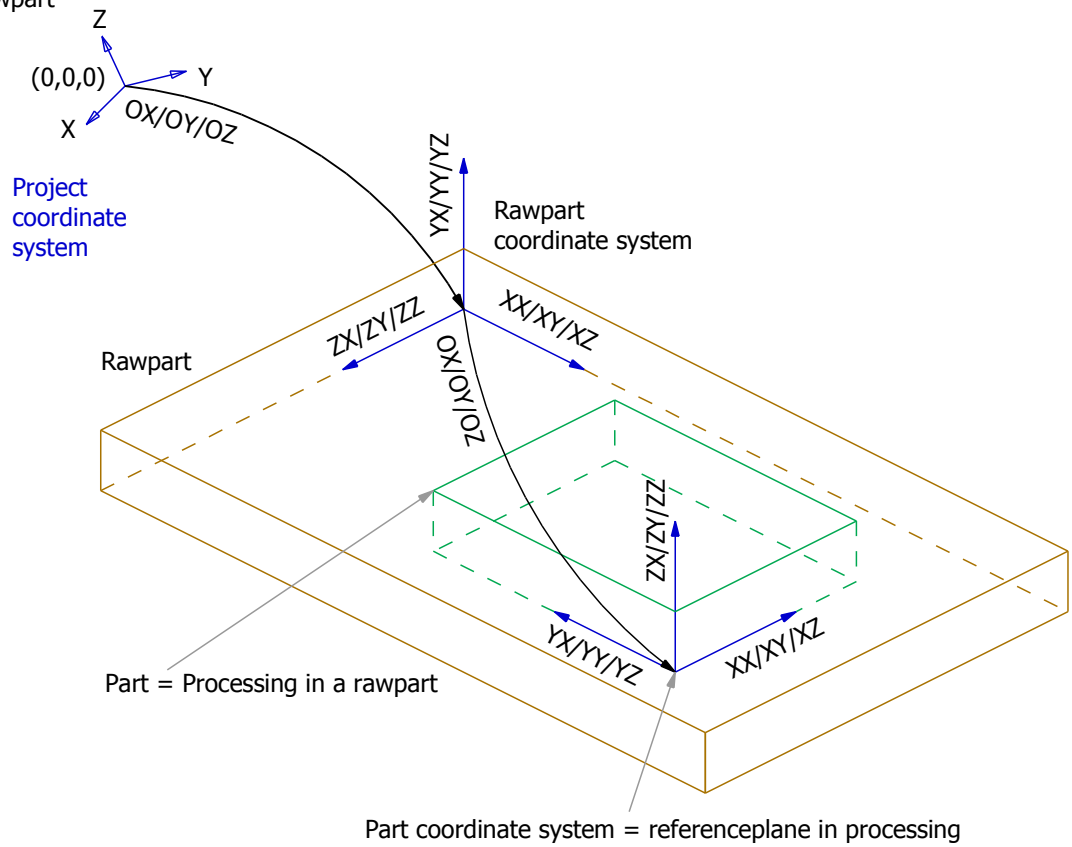 Z
(0,0,0)
Y
X
OX/OY/OZ
Project
coordinate
system
YX/YY/YZ
Rawpart
coordinate system
ZX/ZY/ZZ
XX/XY/XZ
Rawpart
OX/OY/OZ
ZX/ZY/ZZ
YX/YY/YZ
XX/XY/XZ
Part = Processing in a rawpart
Part coordinate system = referenceplane in processing